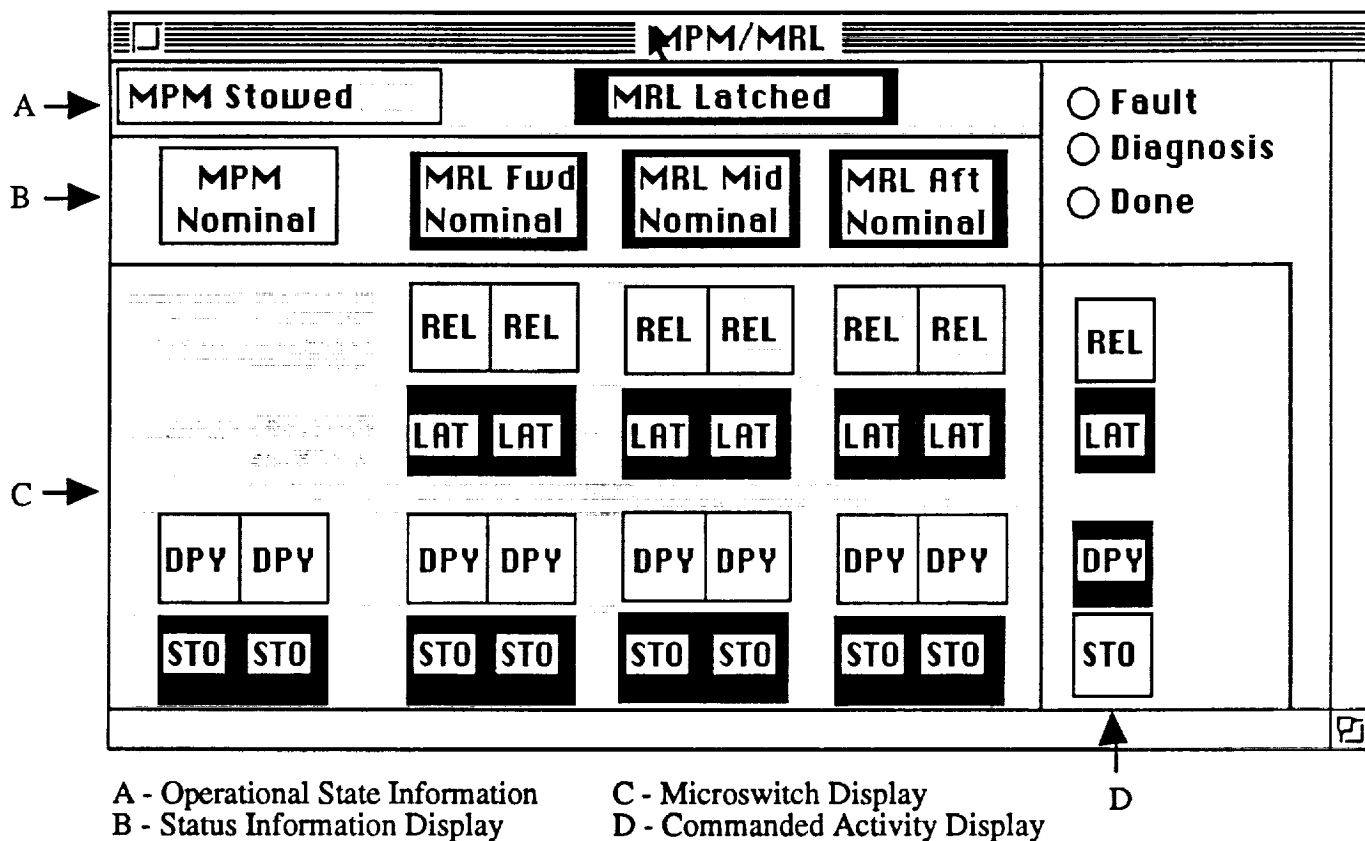 MPM/MRL
A
MPM Stowed
MRL Latched
Fault
Diagnosis
Done
B
MPM
Nominal
MRL Fwd
Nominal
MRL Mid
Nominal
MRL Aft
Nominal
REL REL REL REL REL REL REL
LAT LAT LAT LAT LAT LAT LAT
C
DPY DPY DPY DPY DPY DPY DPY DPY DPY
STO STO STO STO STO STO STO STO STO
D
A - Operational State Information C - Microswitch Display
B - Status Information Display D - Commanded Activity Display